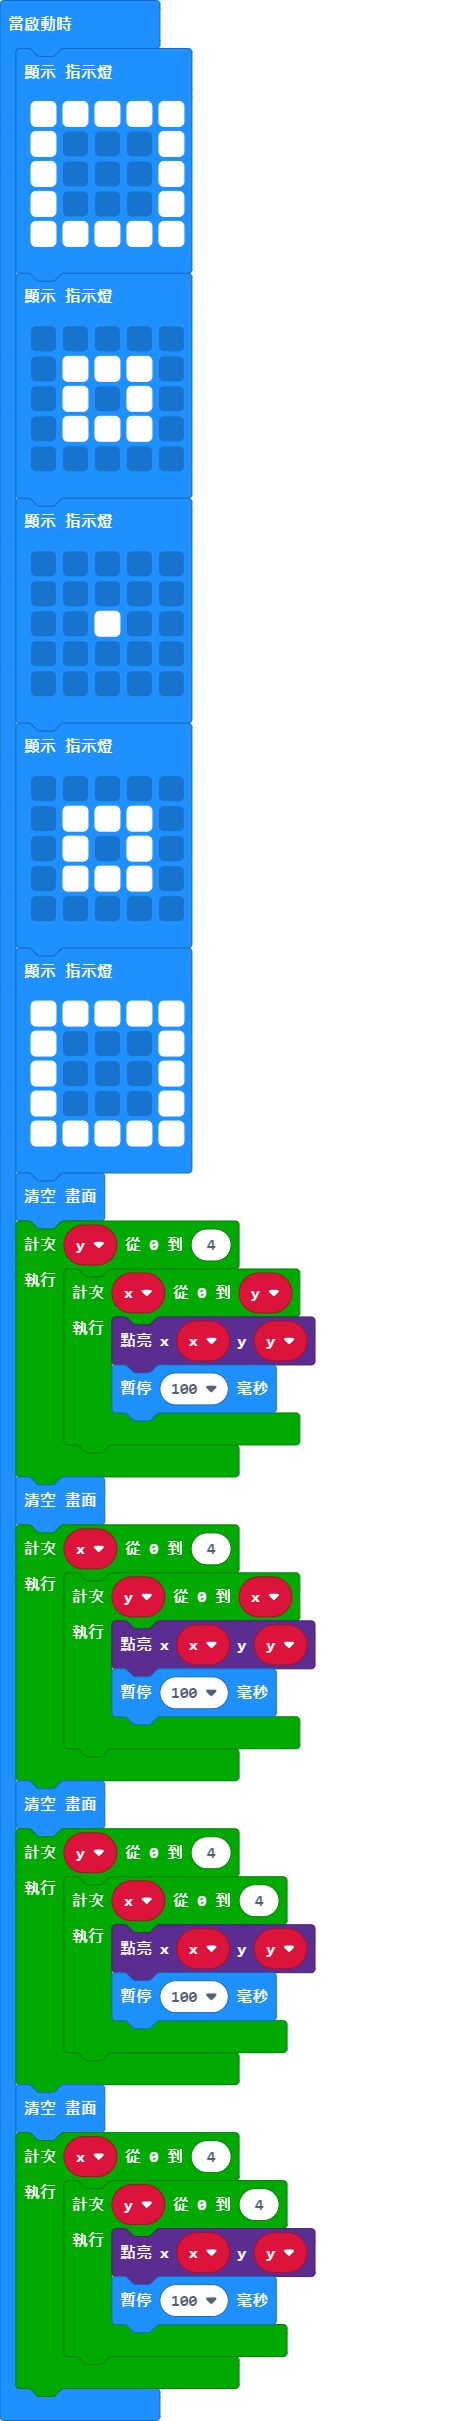 當啟動時
顯示 指示燈
顯示 指示燈
顯示 指示燈
顯示 指示燈
顯示 指示燈
清空 畫面
計次 y 從 0 到 4
執行
計次 x 從 0 到 y
執行
點亮 x x y y
暫停 100 毫秒
清空 畫面
計次 x 從 0 到 4
執行
計次 y 從 0 到 x
執行
點亮 x x y y
暫停 100 毫秒
清空 畫面
計次 y 從 0 到 4
執行
計次 x 從 0 到 4
執行
點亮 x x y y
暫停 100 毫秒
清空 畫面
計次 x 從 0 到 4
執行
計次 y 從 0 到 4
執行
點亮 x x y y
暫停 100 毫秒